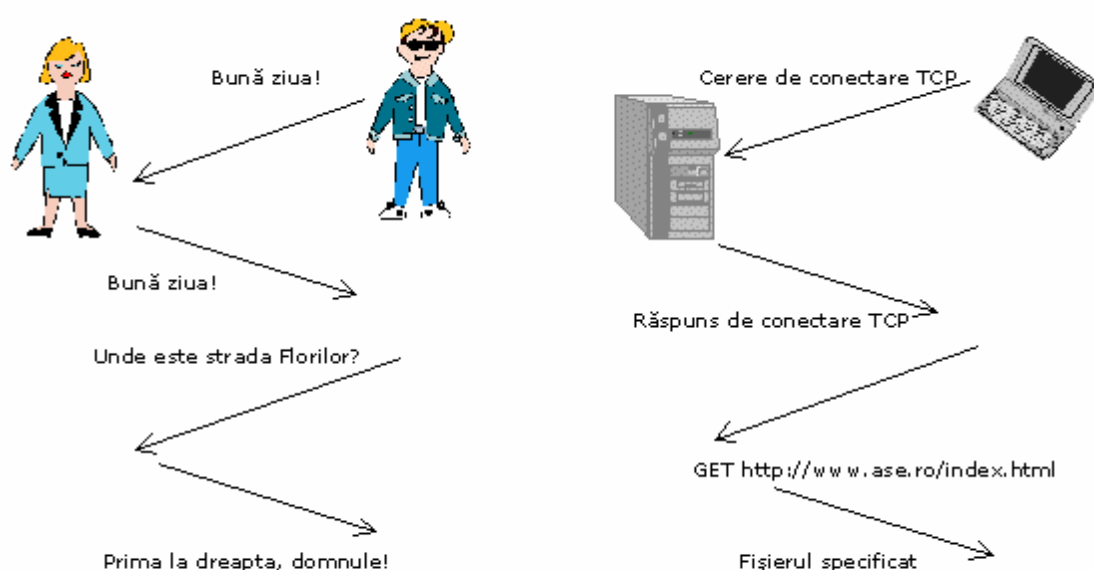 Bună ziua!
Bună ziua!
Unde este strada Florilor?
Prima la dreapta, domnule!
Cerere de conectare TCP
Răspuns de conectare TCP
GET http://www.ase.ro/index.html
Fişierul specificat